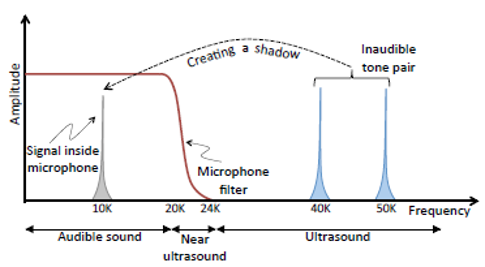 Amplitude
Creating a shadow
Inaudible
tone pair
Signal inside
microphone
Microphone
filter
10K
20K
24K
40K
50K
Frequency
Audible sound
Near
ultrasound
Ultrasound